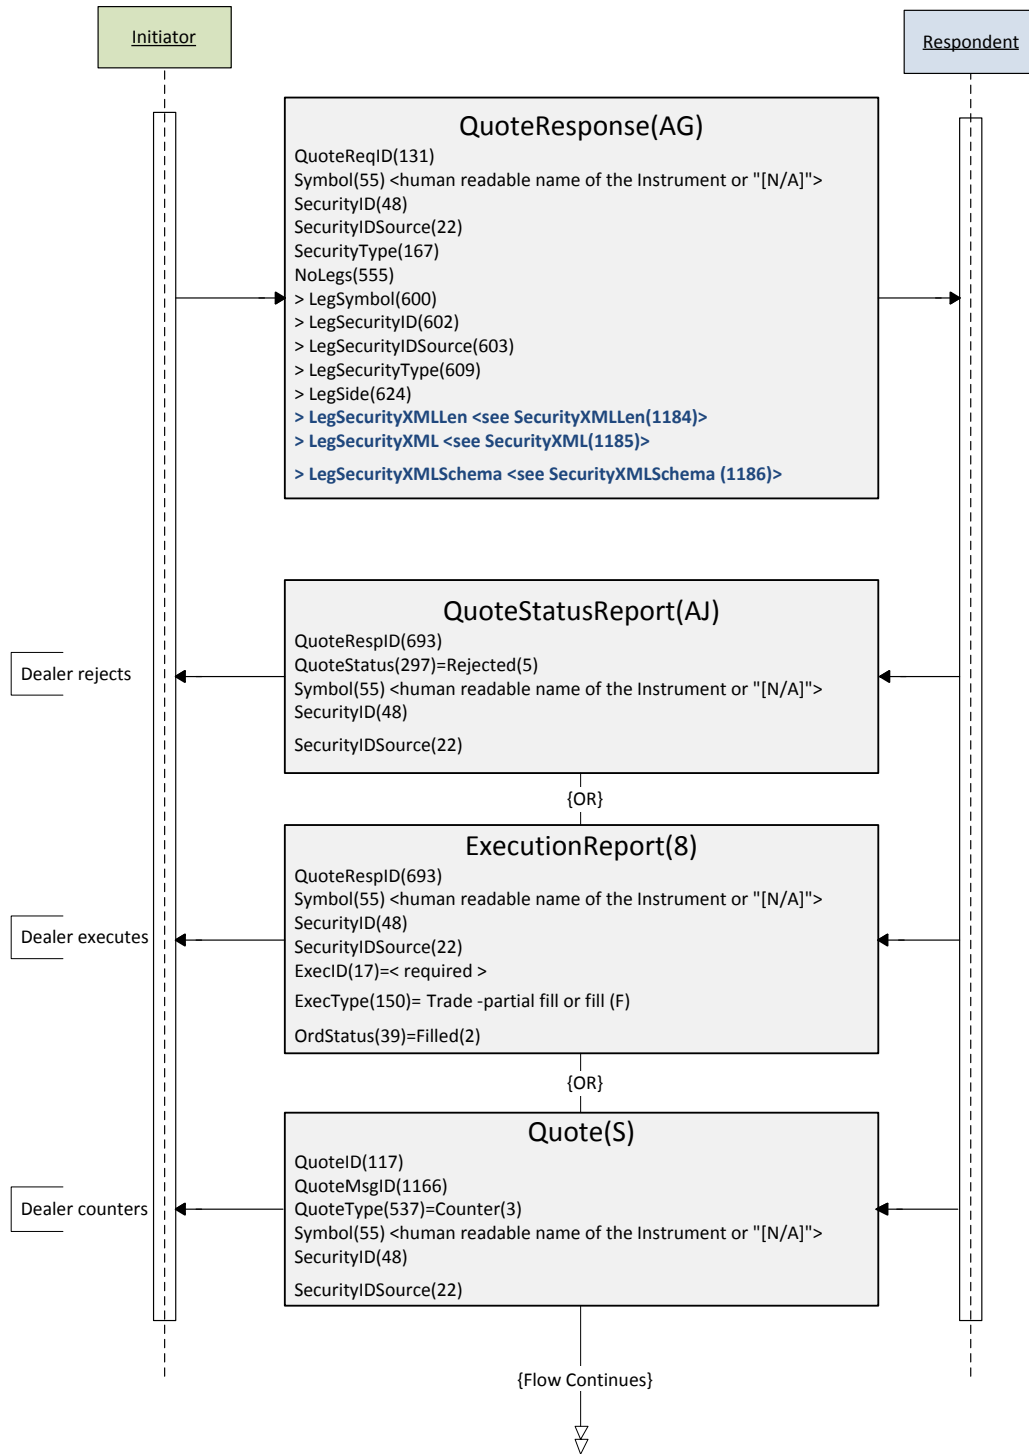 Initiator
Respondent
QuoteResponse(AG)
QuoteReqID(131)
Symbol(55) <human readable name of the Instrument or "[N/A]">
SecurityID(48)
SecurityIDSource(22)
SecurityType(167)
NoLegs(555)
> LegSymbol(600)
> LegSecurityID(602)
> LegSecurityIDSource(603)
> LegSecurityType(609)
> LegSide(624)
> LegSecurityXMLLen <see SecurityXMLLen(1184)>
> LegSecurityXML <see SecurityXML(1185)>
> LegSecurityXMLSchema <see SecurityXMLSchema (1186)>
QuoteStatusReport(AJ)
QuoteRespID(693)
QuoteStatus(297)=Rejected(5)
Symbol(55) <human readable name of the Instrument or "[N/A]">
SecurityID(48)
SecurityIDSource(22)
Dealer rejects
{OR}
ExecutionReport(8)
QuoteRespID(693)
Symbol(55) <human readable name of the Instrument or "[N/A]">
SecurityID(48)
SecurityIDSource(22)
ExecID(17)=< required >
ExecType(150)= Trade -partial fill or fill (F)
OrdStatus(39)=Filled(2)
Dealer executes
{OR}
Quote(S)
QuoteID(117)
QuoteMsgID(1166)
QuoteType(537)=Counter(3)
Symbol(55) <human readable name of the Instrument or "[N/A]">
SecurityID(48)
SecurityIDSource(22)
Dealer counters
{Flow Continues}